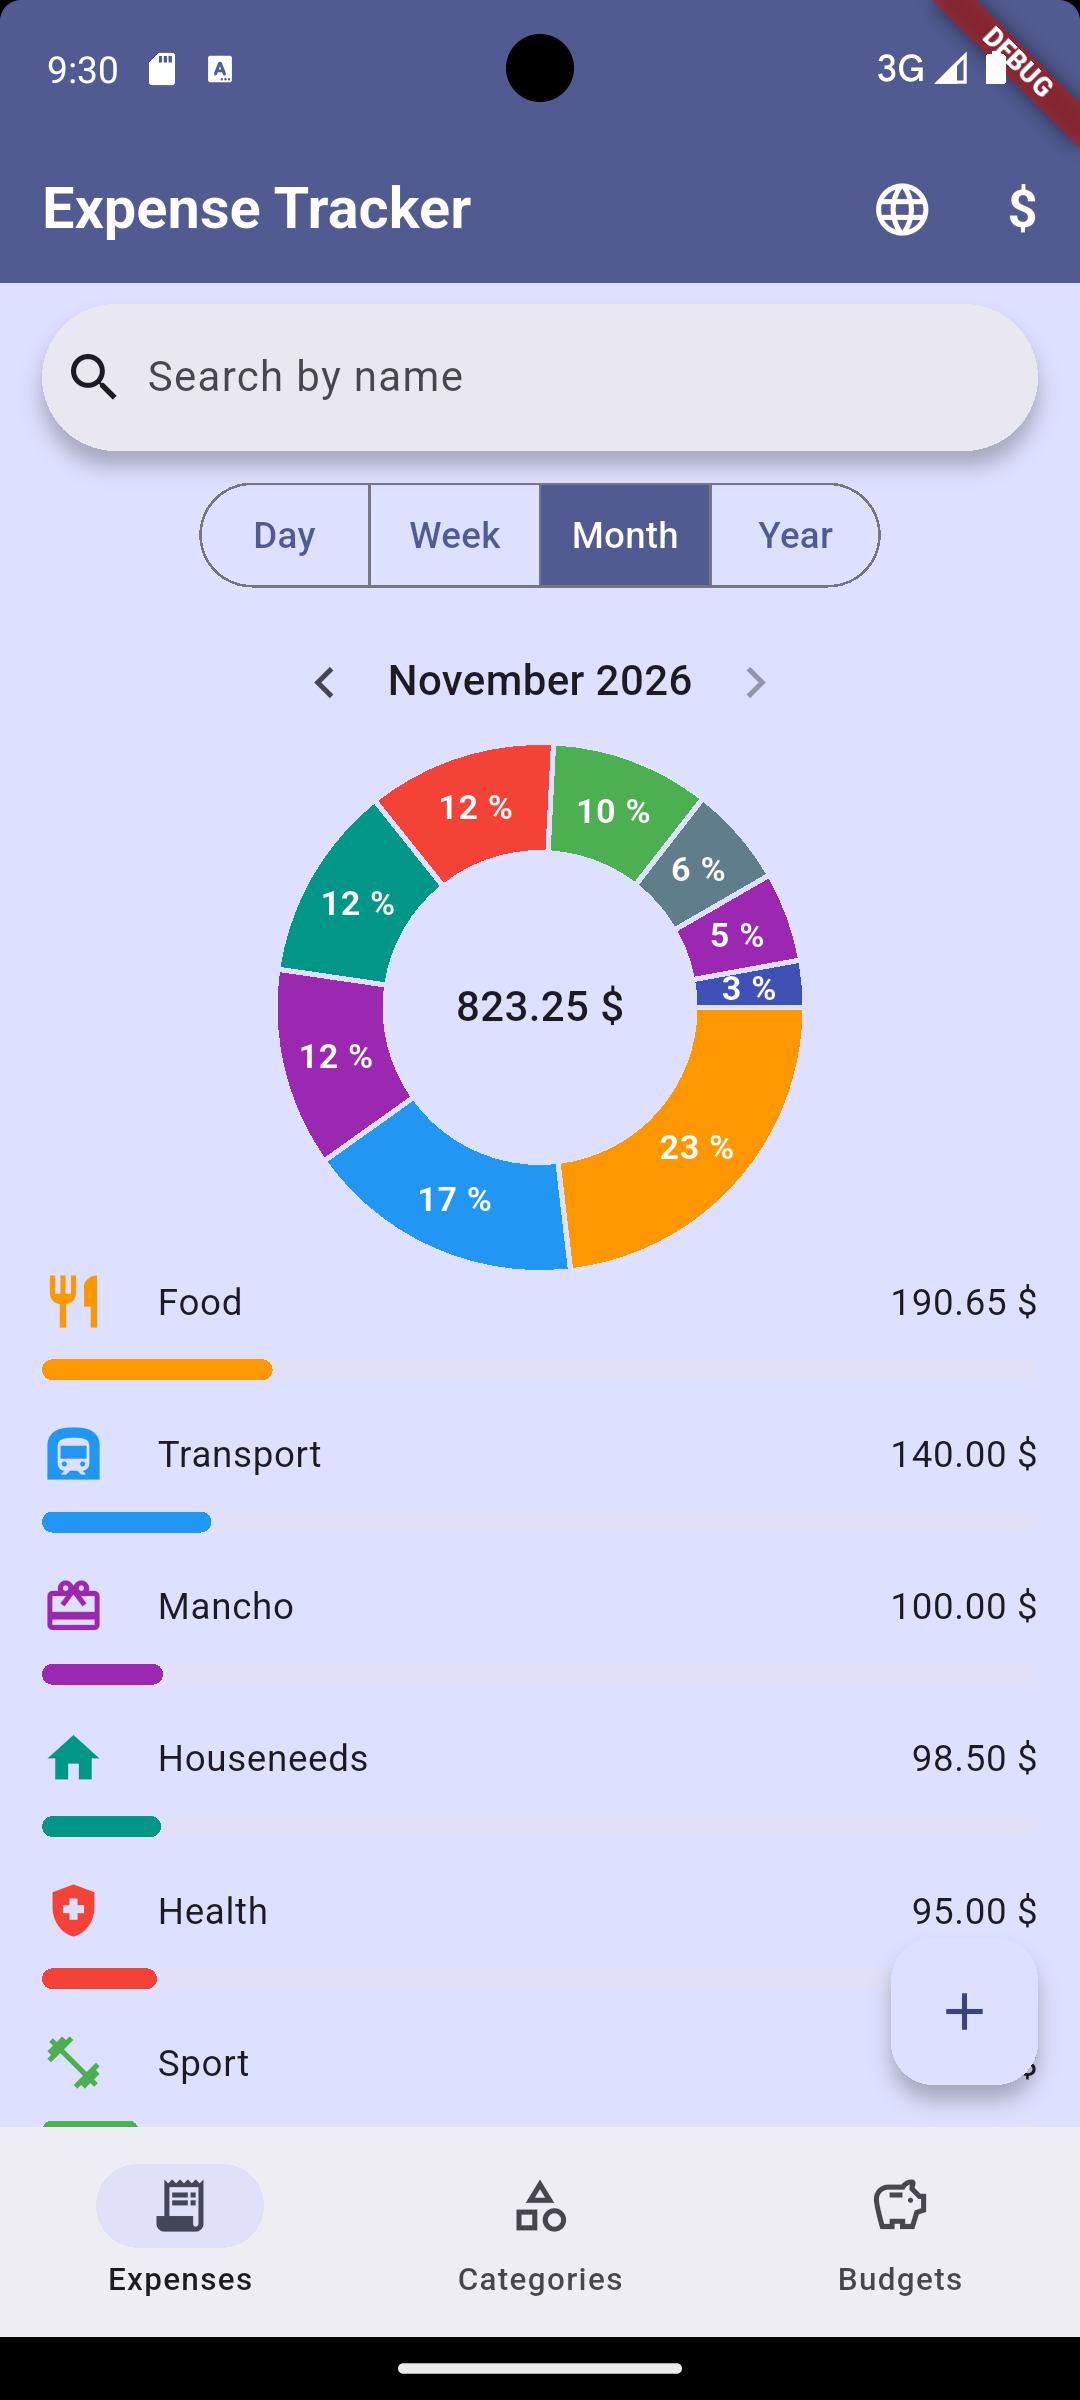 9:30
3G
DEBUG
Expense Tracker
$
Search by name
Day Week Month Year
November 2026
12 %
10 %
6 %
12 %
5 %
3 %
823.25 $
12 %
23 %
17 %
Food 190.65 $
Transport 140.00 $
Mancho 100.00 $
Houseneeds 98.50 $
Health 95.00 $
Sport $
Expenses Categories Budgets